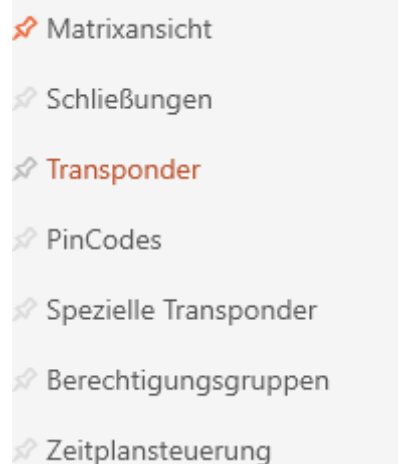 Matrixansicht
Schließungen
Transponder
PinCodes
Spezielle Transponder
Berechtigungsgruppen
Zeitplansteuerung